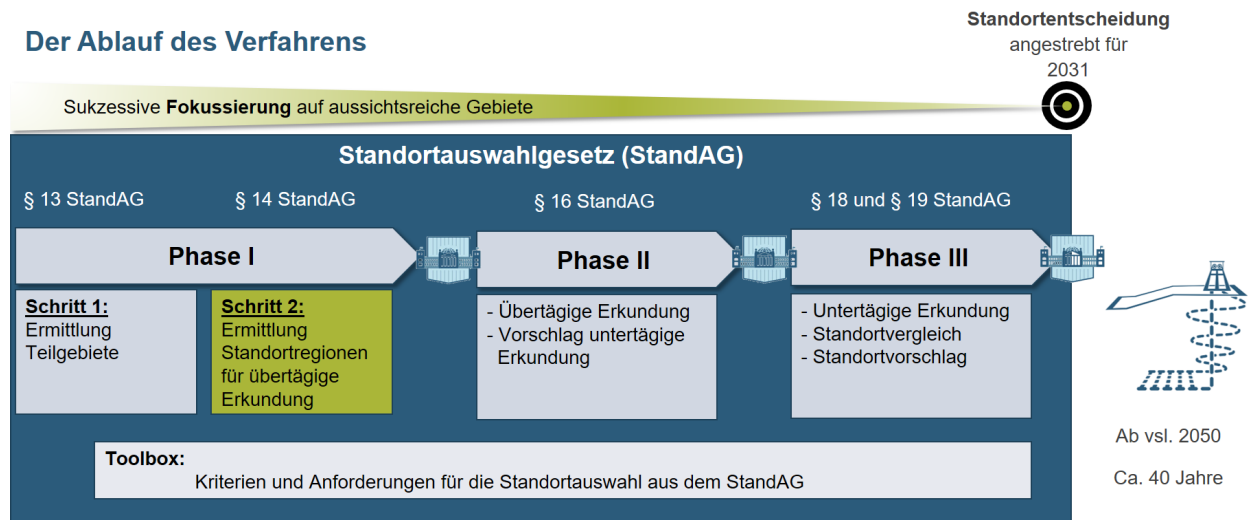 Der Ablauf des Verfahrens
Standortentscheidung
angestrebt für
2031
Sukzessive Fokussierung auf aussichtsreiche Gebiete
Standortauswahlgesetz (StandAG)
§ 13 StandAG
§ 14 StandAG
§ 16 StandAG
§ 18 und § 19 StandAG
Phase I
Phase II
Phase III
Schritt 1:
Ermittlung
Teilgebiete
Schritt 2:
Ermittlung
Standortregionen
für übertägige
Erkundung
- Übertägige Erkundung
- Vorschlag untertägige
Erkundung
- Untertägige Erkundung
- Standortvergleich
- Standortvorschlag
Ab vsl. 2050
Ca. 40 Jahre
Toolbox:
Kriterien und Anforderungen für die Standortauswahl aus dem StandAG